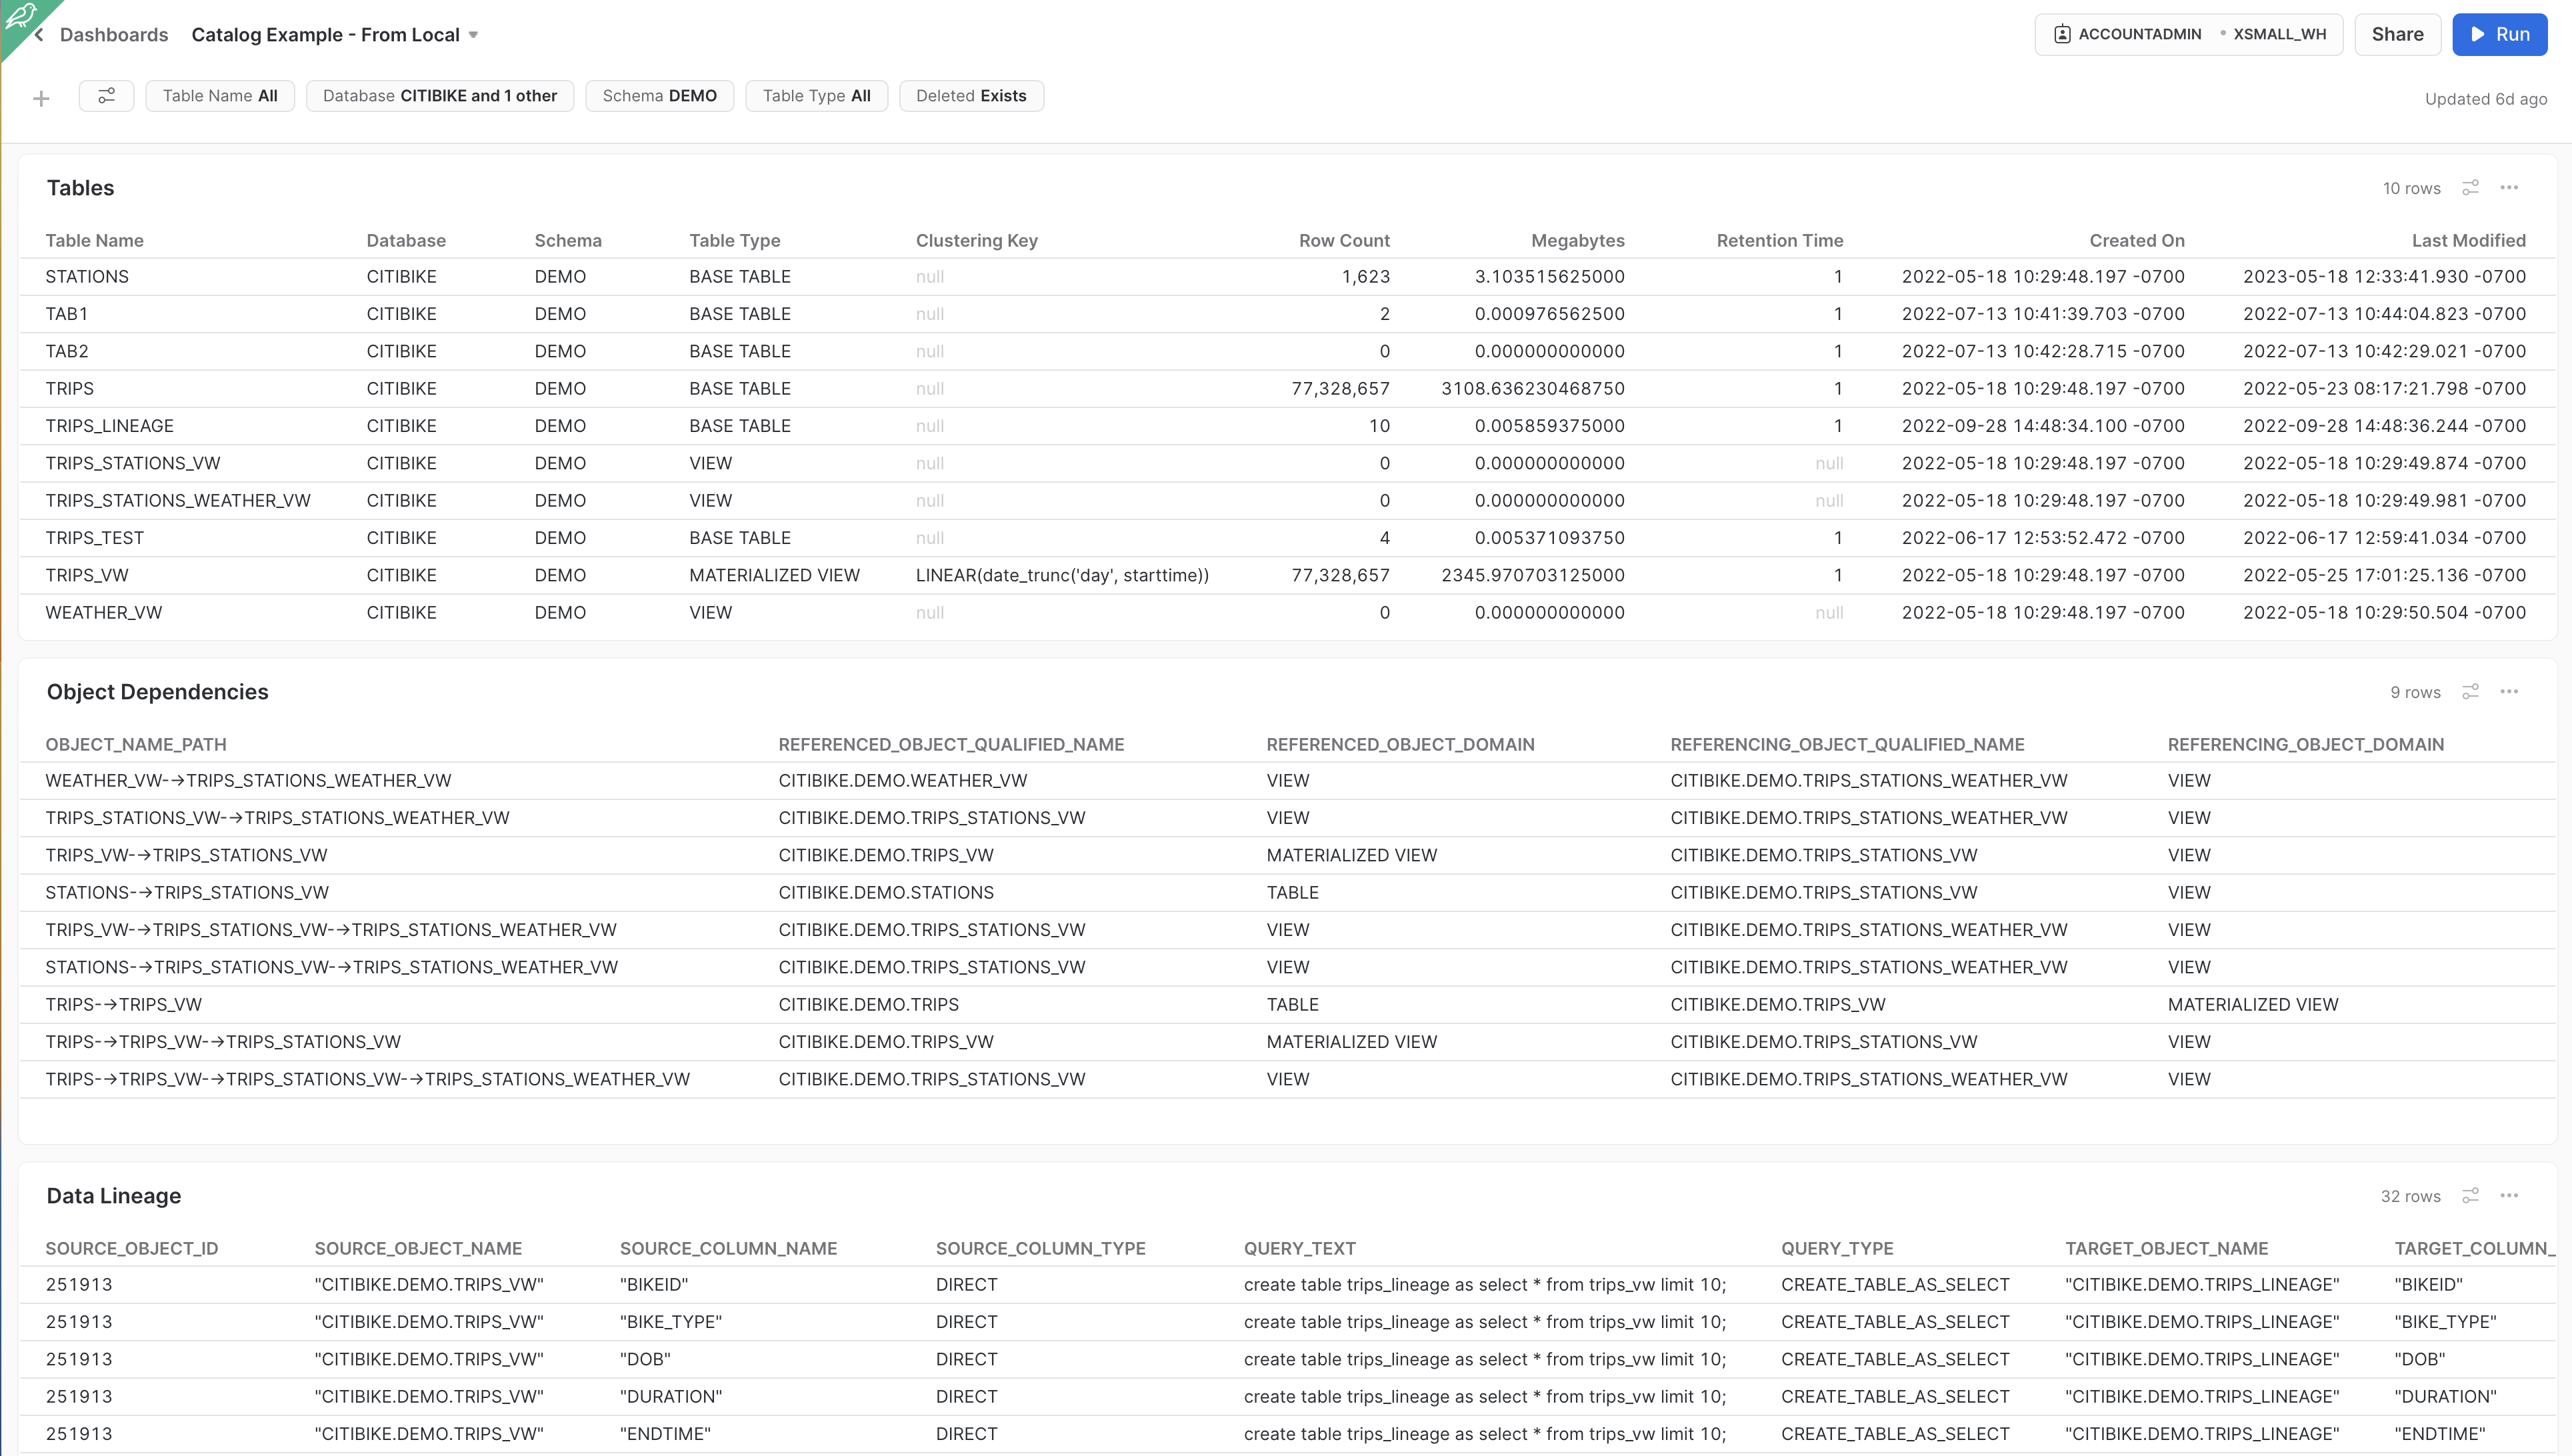 Dashboards Catalog Example - From Local ACCOUNTADMIN • XSMALL_WH Share Run
Table Name All Database CITIBIKE and 1 other Schema DEMO Table Type All Deleted Exists Updated 6d ago
Tables 10 rows
Table Name Database Schema Table Type Clustering Key Row Count Megabytes Retention Time Created On Last Modified
STATIONS CITIBIKE DEMO BASE TABLE null 1,623 3.103515625000 1 2022-05-18 10:29:48.197 -0700 2023-05-18 12:33:41.930 -0700
TAB1 CITIBIKE DEMO BASE TABLE null 2 0.000976562500 1 2022-07-13 10:41:39.703 -0700 2022-07-13 10:44:04.823 -0700
TAB2 CITIBIKE DEMO BASE TABLE null 0 0.000000000000 1 2022-07-13 10:42:28.715 -0700 2022-07-13 10:42:29.021 -0700
TRIPS CITIBIKE DEMO BASE TABLE null 77,328,657 3108.636230468750 1 2022-05-18 10:29:48.197 -0700 2022-05-23 08:17:21.798 -0700
TRIPS_LINEAGE CITIBIKE DEMO BASE TABLE null 10 0.005859375000 1 2022-09-28 14:48:34.100 -0700 2022-09-28 14:48:36.244 -0700
TRIPS_STATIONS_VW CITIBIKE DEMO VIEW null 0 0.000000000000 null 2022-05-18 10:29:48.197 -0700 2022-05-18 10:29:49.874 -0700
TRIPS_STATIONS_WEATHER_VW CITIBIKE DEMO VIEW null 0 0.000000000000 null 2022-05-18 10:29:48.197 -0700 2022-05-18 10:29:49.981 -0700
TRIPS_TEST CITIBIKE DEMO BASE TABLE null 4 0.005371093750 1 2022-06-17 12:53:52.472 -0700 2022-06-17 12:59:41.034 -0700
TRIPS_VW CITIBIKE DEMO MATERIALIZED VIEW LINEAR(date_trunc('day', starttime)) 77,328,657 2345.970703125000 1 2022-05-18 10:29:48.197 -0700 2022-05-25 17:01:25.136 -0700
WEATHER_VW CITIBIKE DEMO VIEW null 0 0.000000000000 null 2022-05-18 10:29:48.197 -0700 2022-05-18 10:29:50.504 -0700
Object Dependencies 9 rows
OBJECT_NAME_PATH REFERENCED_OBJECT_QUALIFIED_NAME REFERENCED_OBJECT_DOMAIN REFERENCING_OBJECT_QUALIFIED_NAME REFERENCING_OBJECT_DOMAIN
WEATHER_VW-→TRIPS_STATIONS_WEATHER_VW CITIBIKE.DEMO.WEATHER_VW VIEW CITIBIKE.DEMO.TRIPS_STATIONS_WEATHER_VW VIEW
TRIPS_STATIONS_VW-→TRIPS_STATIONS_WEATHER_VW CITIBIKE.DEMO.TRIPS_STATIONS_VW VIEW CITIBIKE.DEMO.TRIPS_STATIONS_WEATHER_VW VIEW
TRIPS_VW-→TRIPS_STATIONS_VW CITIBIKE.DEMO.TRIPS_VW MATERIALIZED VIEW CITIBIKE.DEMO.TRIPS_STATIONS_VW VIEW
STATIONS-→TRIPS_STATIONS_VW CITIBIKE.DEMO.STATIONS TABLE CITIBIKE.DEMO.TRIPS_STATIONS_VW VIEW
TRIPS_VW-→TRIPS_STATIONS_VW-→TRIPS_STATIONS_WEATHER_VW CITIBIKE.DEMO.TRIPS_STATIONS_VW VIEW CITIBIKE.DEMO.TRIPS_STATIONS_WEATHER_VW VIEW
STATIONS-→TRIPS_STATIONS_VW-→TRIPS_STATIONS_WEATHER_VW CITIBIKE.DEMO.TRIPS_STATIONS_VW VIEW CITIBIKE.DEMO.TRIPS_STATIONS_WEATHER_VW VIEW
TRIPS-→TRIPS_VW CITIBIKE.DEMO.TRIPS TABLE CITIBIKE.DEMO.TRIPS_VW MATERIALIZED VIEW
TRIPS-→TRIPS_VW-→TRIPS_STATIONS_VW CITIBIKE.DEMO.TRIPS_VW MATERIALIZED VIEW CITIBIKE.DEMO.TRIPS_STATIONS_VW VIEW
TRIPS-→TRIPS_VW-→TRIPS_STATIONS_VW-→TRIPS_STATIONS_WEATHER_VW CITIBIKE.DEMO.TRIPS_STATIONS_VW VIEW CITIBIKE.DEMO.TRIPS_STATIONS_WEATHER_VW VIEW
Data Lineage 32 rows
SOURCE_OBJECT_ID SOURCE_OBJECT_NAME SOURCE_COLUMN_NAME SOURCE_COLUMN_TYPE QUERY_TEXT QUERY_TYPE TARGET_OBJECT_NAME TARGET_COLUMN_
251913 "CITIBIKE.DEMO.TRIPS_VW" "BIKEID" DIRECT create table trips_lineage as select * from trips_vw limit 10; CREATE_TABLE_AS_SELECT "CITIBIKE.DEMO.TRIPS_LINEAGE" "BIKEID"
251913 "CITIBIKE.DEMO.TRIPS_VW" "BIKE_TYPE" DIRECT create table trips_lineage as select * from trips_vw limit 10; CREATE_TABLE_AS_SELECT "CITIBIKE.DEMO.TRIPS_LINEAGE" "BIKE_TYPE"
251913 "CITIBIKE.DEMO.TRIPS_VW" "DOB" DIRECT create table trips_lineage as select * from trips_vw limit 10; CREATE_TABLE_AS_SELECT "CITIBIKE.DEMO.TRIPS_LINEAGE" "DOB"
251913 "CITIBIKE.DEMO.TRIPS_VW" "DURATION" DIRECT create table trips_lineage as select * from trips_vw limit 10; CREATE_TABLE_AS_SELECT "CITIBIKE.DEMO.TRIPS_LINEAGE" "DURATION"
251913 "CITIBIKE.DEMO.TRIPS_VW" "ENDTIME" DIRECT create table trips_lineage as select * from trips_vw limit 10; CREATE_TABLE_AS_SELECT "CITIBIKE.DEMO.TRIPS_LINEAGE" "ENDTIME"